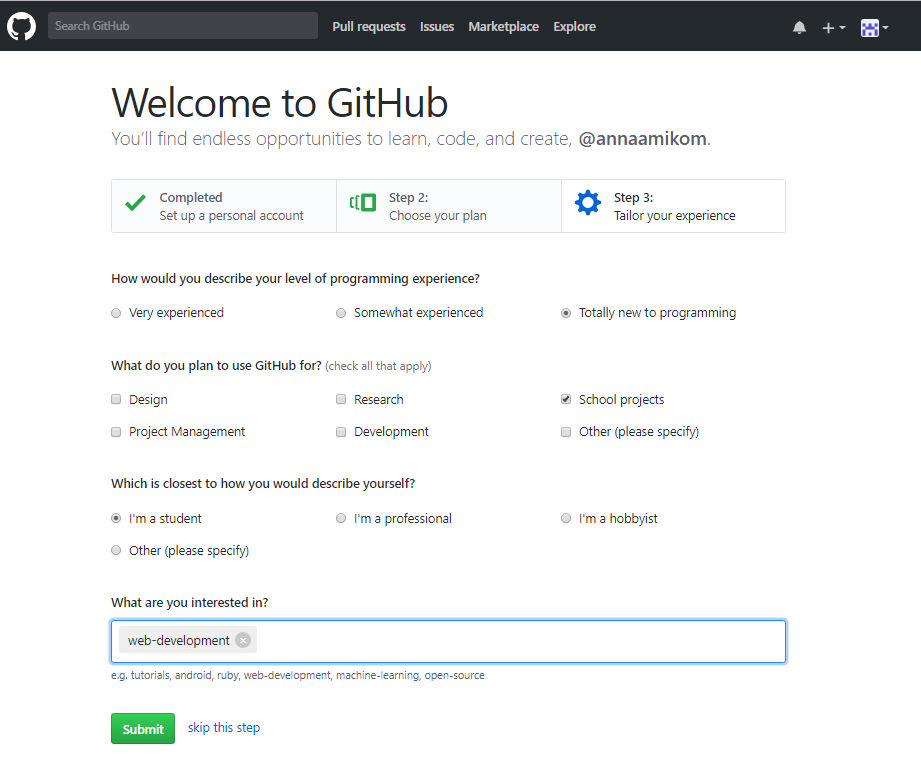 Search GitHub Pull requests Issues Marketplace Explore
Welcome to GitHub
You'll find endless opportunities to learn, code, and create, @annaamikom.
Completed
Set up a personal account
Step 2:
Choose your plan
Step 3:
Tailor your experience
How would you describe your level of programming experience?
Very experienced Somewhat experienced Totally new to programming
What do you plan to use GitHub for? (check all that apply)
Design Research School projects
Project Management Development Other (please specify)
Which is closest to how you would describe yourself?
I'm a student I'm a professional I'm a hobbyist
Other (please specify)
What are you interested in?
web-development
e.g. tutorials, android, ruby, web-development, machine-learning, open-source
Submit skip this step